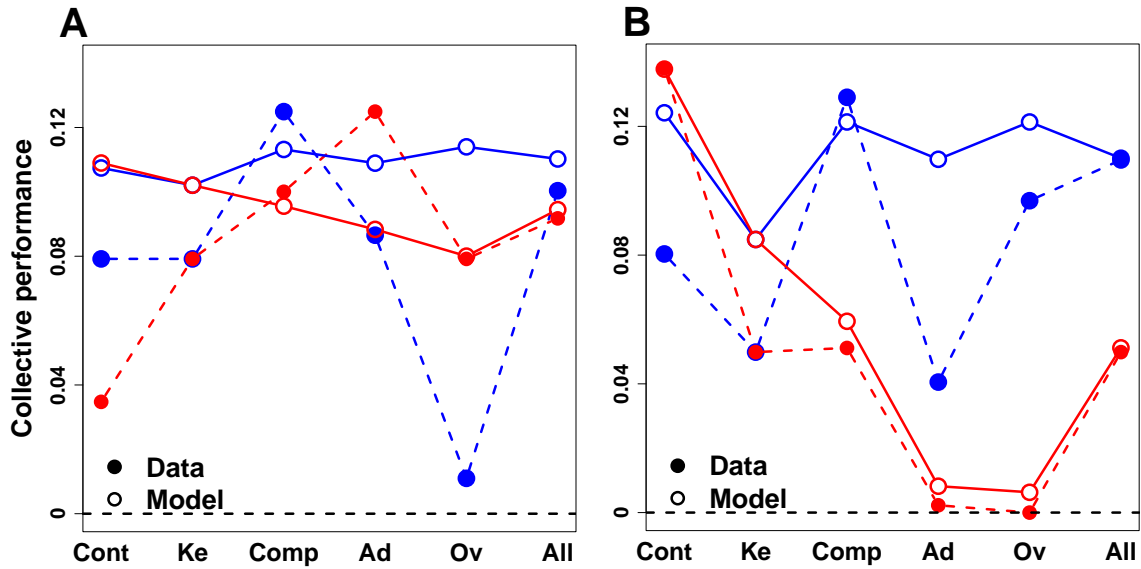 A
Collective performance
0.12
0.08
0.04
0
Data
Model
Cont Ke Comp Ad Ov All
B
0.12
0.08
0.04
0
Data
Model
Cont Ke Comp Ad Ov All